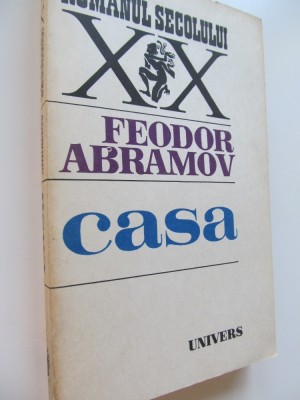 ROMANUL SECOLULUI
XX
FEODOR
ABRAMOV
casa
UNIVERS